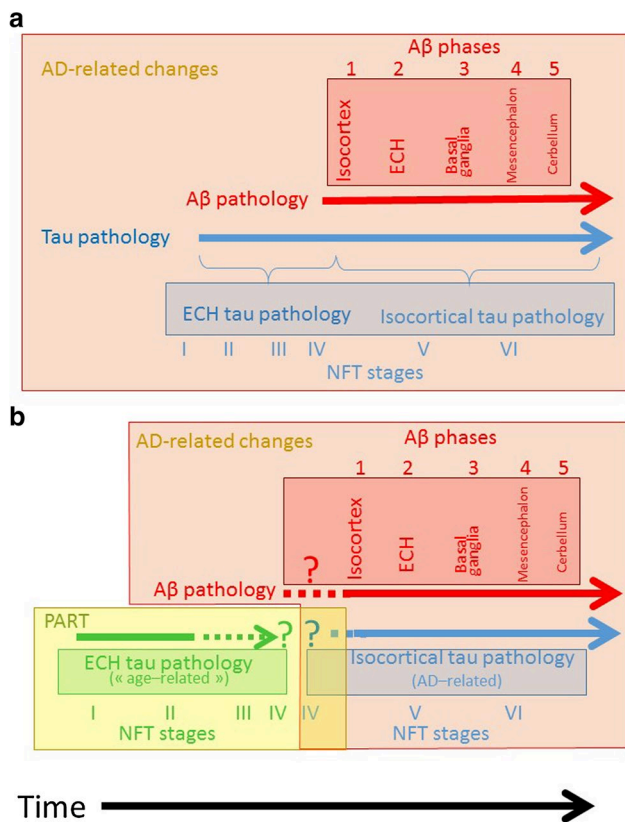 a
Aβ phases
AD-related changes
1 2 3 4 5
Isocortex
ECH
Basal
ganglia
Mesencephalon
Cerbellum
Aβ pathology
Tau pathology
ECH tau pathology
Isocortical tau pathology
I II III IV V VI
NFT stages
b
AD-related changes
Aβ phases
1 2 3 4 5
Isocortex
ECH
Basal
ganglia
Mesencephalon
Cerebellum
?
Aβ pathology
PART
? ?
ECH tau pathology
(« age–related »)
Isocortical tau pathology
(AD-related)
I II III IV IV V VI
NFT stages NFT stages
Time